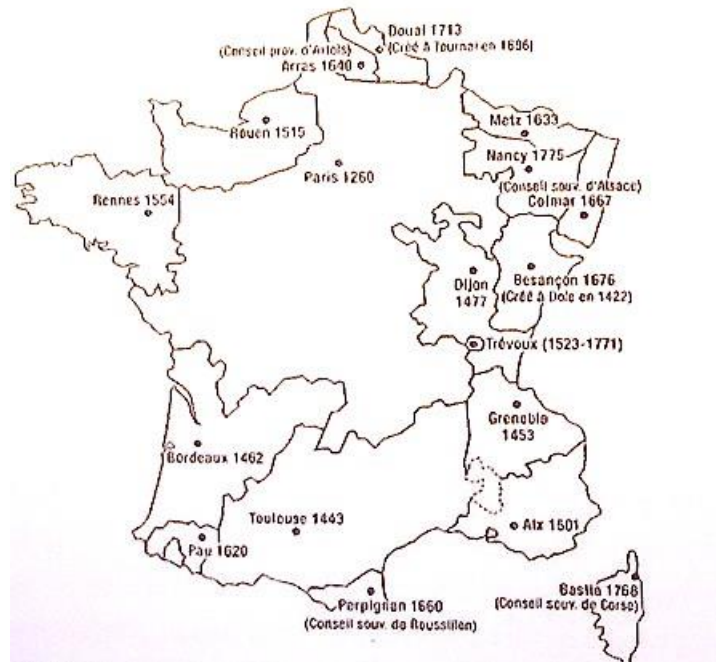 Douai 1713
(Créé à Tournai en 1686)
(Conseil prov. d'Artois)
Arras 1640
Rouen 1515
Metz 1633
Paris 1260
Nancy 1775
(Conseil souv. d'Alsace)
Colmar 1667
Rennes 1554
Dijon
1477
Besançon 1676
(Créé à Dole en 1422)
Trévoux (1523-1771)
Grenoble
1453
Bordeaux 1462
Toulouse 1443
Aix 1501
Pau 1620
Perpignan 1660
(Conseil souv. de Roussillon)
Bastia 1768
(Conseil souv. de Corse)